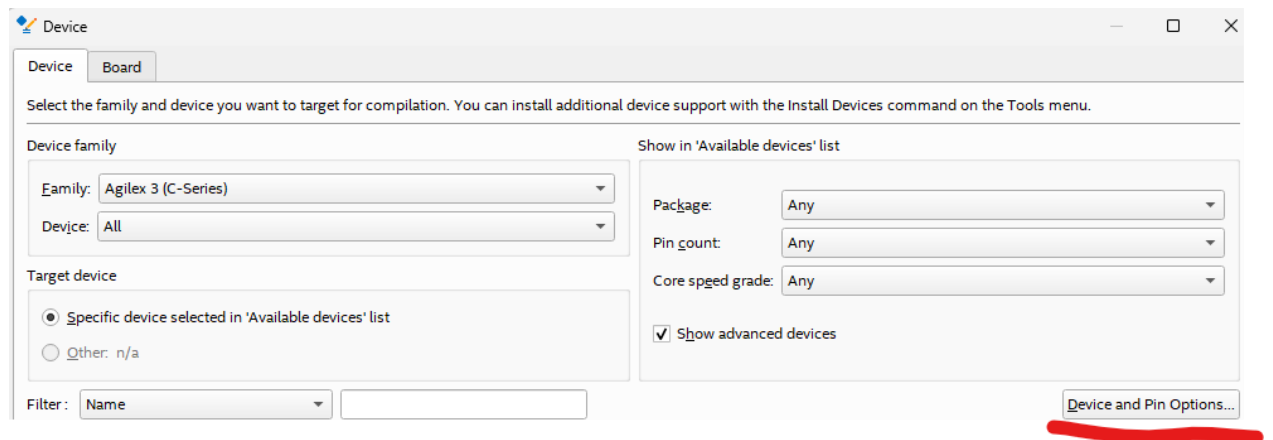 Device
Device Board
Select the family and device you want to target for compilation. You can install additional device support with the Install Devices command on the Tools menu.
Device family
Family: Agilex 3 (C-Series)
Device: All
Target device
Specific device selected in 'Available devices' list
Other: n/a
Show in 'Available devices' list
Package: Any
Pin count: Any
Core speed grade: Any
Show advanced devices
Filter : Name
Device and Pin Options...